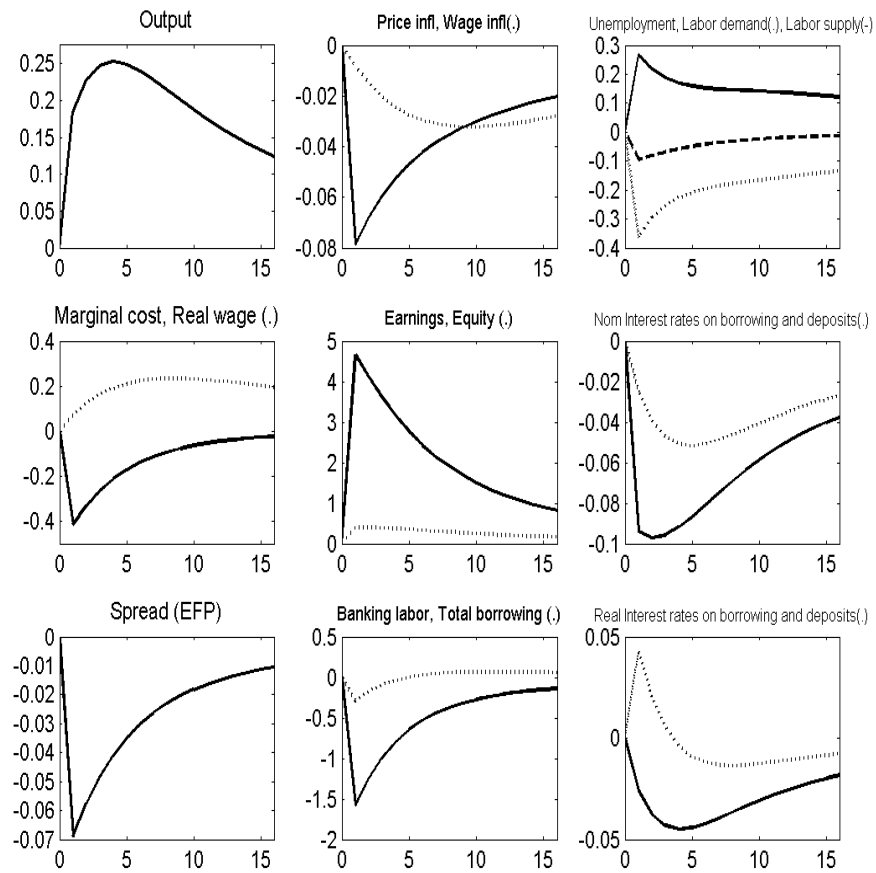 Output
0.25
0.2
0.15
0.1
0.05
0
0 5 10 15
Price infl, Wage infl(.)
0
-0.02
-0.04
-0.06
-0.08
0 5 10 15
Unemployment, Labor demand(.), Labor supply(-)
0.3
0.2
0.1
0
-0.1
-0.2
-0.3
-0.4
0 5 10 15
Marginal cost, Real wage (.)
0.4
0.2
0
-0.2
-0.4
0 5 10 15
Earnings, Equity (.)
5
4
3
2
1
0
0 5 10 15
Nom Interest rates on borrowing and deposits(.)
0
-0.02
-0.04
-0.06
-0.08
-0.1
0 5 10 15
Spread (EFP)
0
-0.01
-0.02
-0.03
-0.04
-0.05
-0.06
-0.07
0 5 10 15
Banking labor, Total borrowing (.)
0.5
0
-0.5
-1
-1.5
-2
0 5 10 15
Real Interest rates on borrowing and deposits(.)
0.05
0
-0.05
0 5 10 15